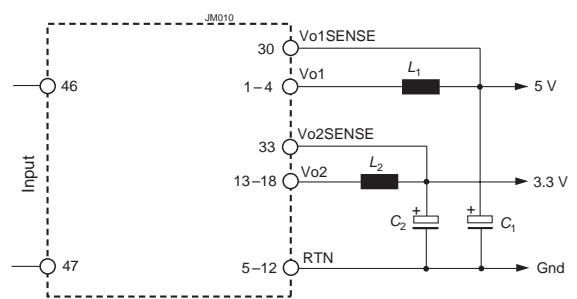 JM010
30 Vo1SENSE
46 1–4 Vo1 L1 5 V
33 Vo2SENSE
Input 13–18 Vo2 L2 3.3 V
+ C2 + C1
47 5–12 RTN Gnd